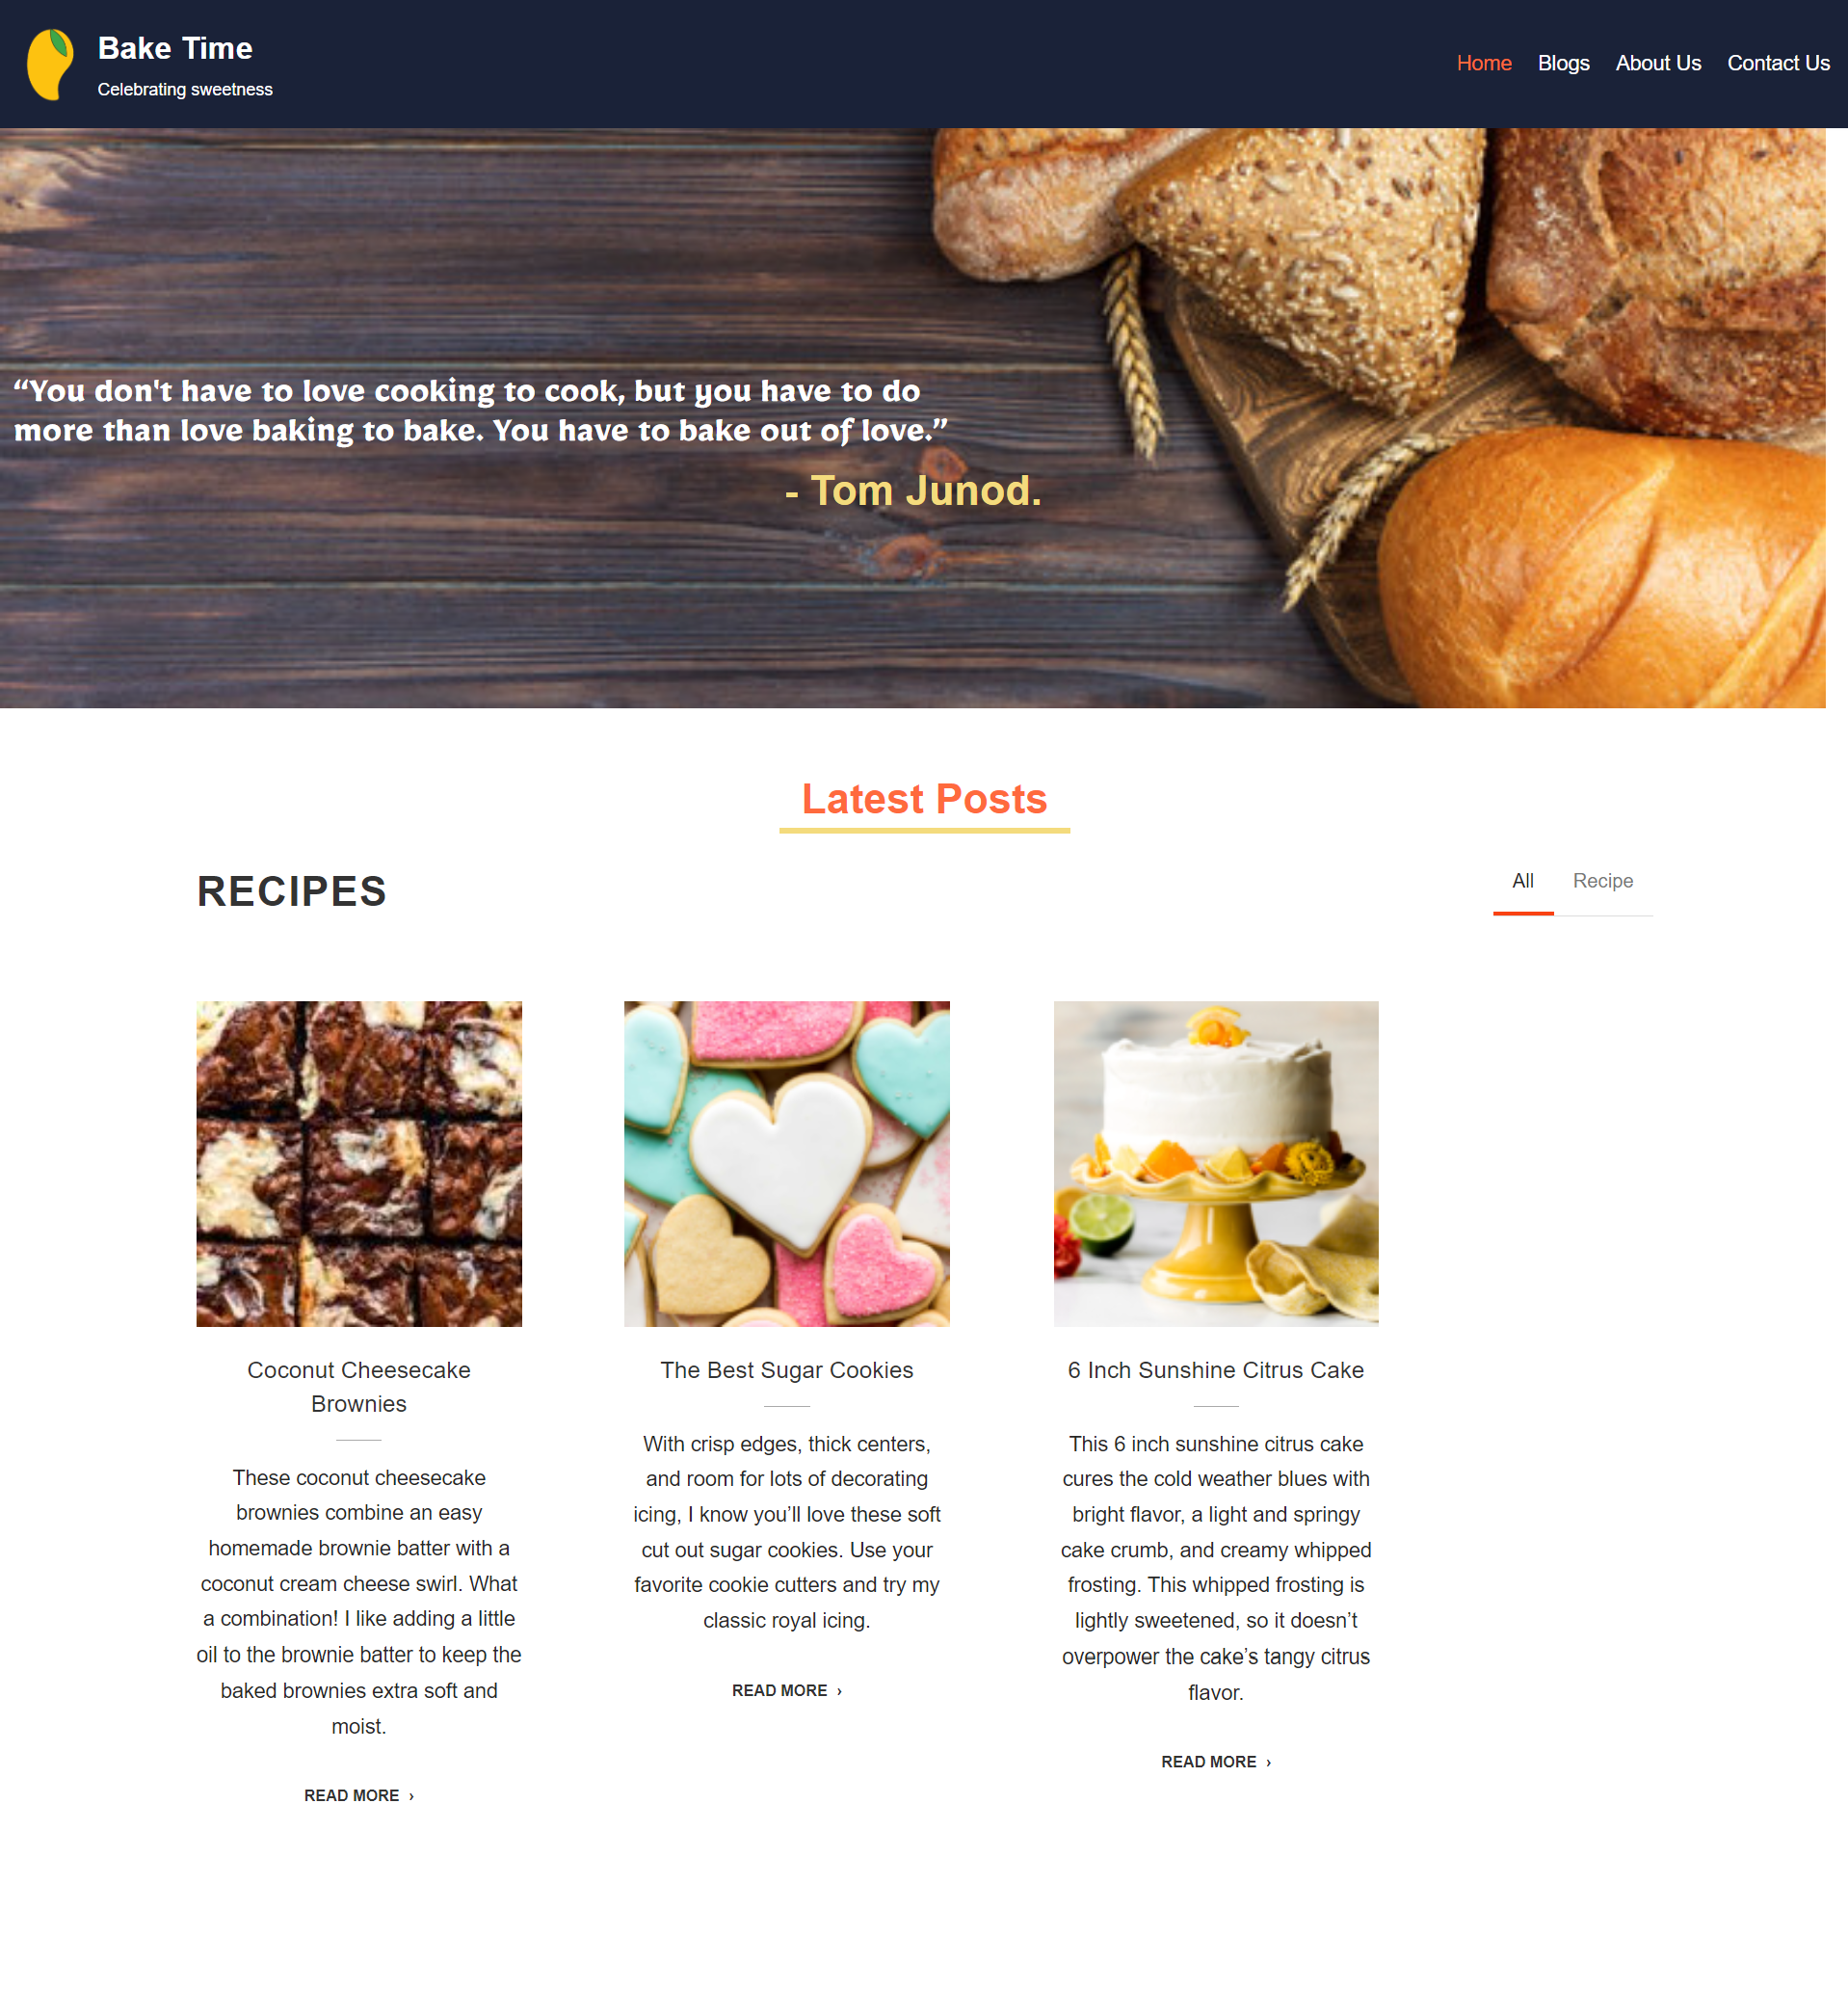 Bake Time
Celebrating sweetness
Home Blogs About Us Contact Us
“You don't have to love cooking to cook, but you have to do
more than love baking to bake. You have to bake out of love.”
- Tom Junod.
Latest Posts
RECIPES
All Recipe
Coconut Cheesecake
Brownies
These coconut cheesecake
brownies combine an easy
homemade brownie batter with a
coconut cream cheese swirl. What
a combination! I like adding a little
oil to the brownie batter to keep the
baked brownies extra soft and
moist.
READ MORE ›
The Best Sugar Cookies
With crisp edges, thick centers,
and room for lots of decorating
icing, I know you’ll love these soft
cut out sugar cookies. Use your
favorite cookie cutters and try my
classic royal icing.
READ MORE ›
6 Inch Sunshine Citrus Cake
This 6 inch sunshine citrus cake
cures the cold weather blues with
bright flavor, a light and springy
cake crumb, and creamy whipped
frosting. This whipped frosting is
lightly sweetened, so it doesn’t
overpower the cake’s tangy citrus
flavor.
READ MORE ›